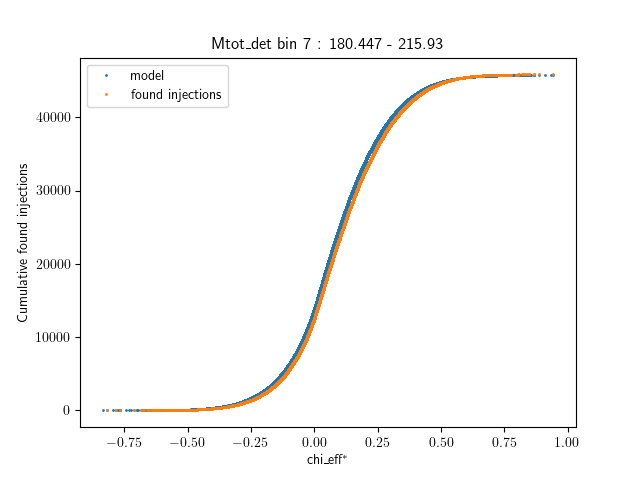 Mtot_det bin 7 : 180.447 - 215.93
model
found injections
Cumulative found injections
40000
30000
20000
10000
0
−0.75 −0.50 −0.25 0.00 0.25 0.50 0.75 1.00
chi_eff*